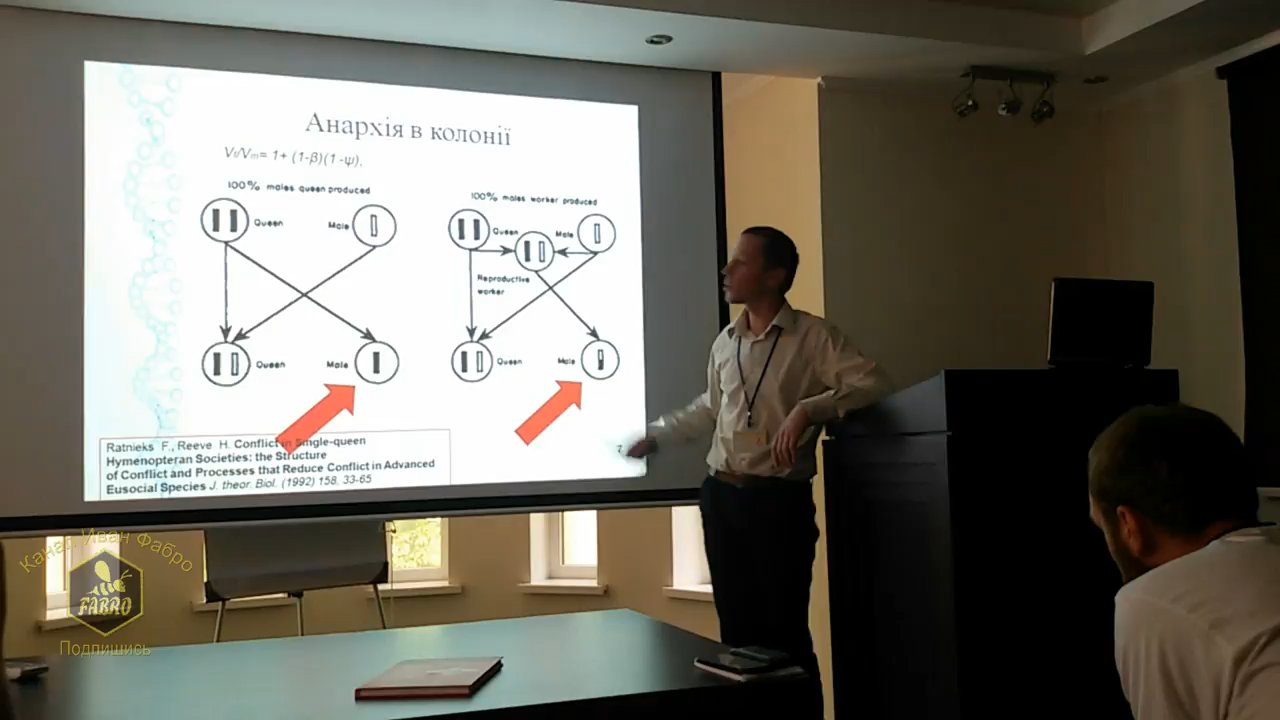 Анархія в колонії
Vf/Vm= 1+ (1-β)(1-ψ).
100% males queen produced
Queen
Male
Queen
Male
100% males worker produced
Queen
Male
Reproductive
worker
Queen
Male
Ratnieks F., Reeve H. Conflict in Single-queen
Hymenopteran Societies: the Structure
of Conflict and Processes that Reduce Conflict in Advanced
Eusocial Species J. theor. Biol. (1992) 158, 33-65
Канал Иван Фабро
FABRO
Подпишись